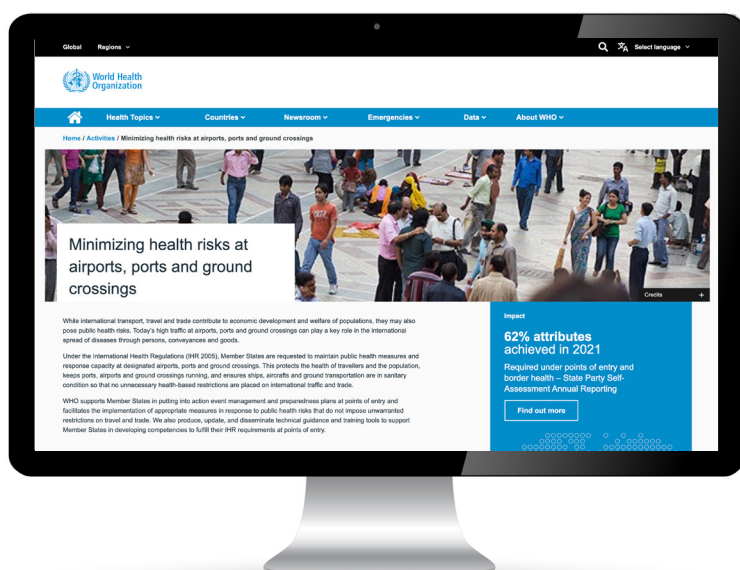 Global Regions Select language
World Health
Organization
Health Topics Countries Newsroom Emergencies Data About WHO
Home / Activities / Minimizing health risks at airports, ports and ground crossings
Minimizing health risks at
airports, ports and ground
crossings
Credits +
While international transport, travel and trade contribute to economic development and welfare of populations, they may also
pose public health risks. Today's high traffic at airports, ports and ground crossings can play a key role in the international
spread of diseases through persons, conveyances and goods.
Under the International Health Regulations (IHR 2005), Member States are requested to maintain public health measures and
response capacity at designated airports, ports and ground crossings. This protects the health of travellers and the population,
keeps ports, airports and ground crossings running, and ensures ships, aircrafts and ground transportation are in sanitary
condition so that no unnecessary health-based restrictions are placed on international traffic and trade.
WHO supports Member States in putting into action event management and preparedness plans at points of entry and
facilitates the implementation of appropriate measures in response to public health risks that do not impose unwarranted
restrictions on travel and trade. We also produce, update, and disseminate technical guidance and training tools to support
Member States in developing competencies to fulfill their IHR requirements at points of entry.
Impact
62% attributes
achieved in 2021
Required under points of entry and
border health – State Party Self-
Assessment Annual Reporting
Find out more